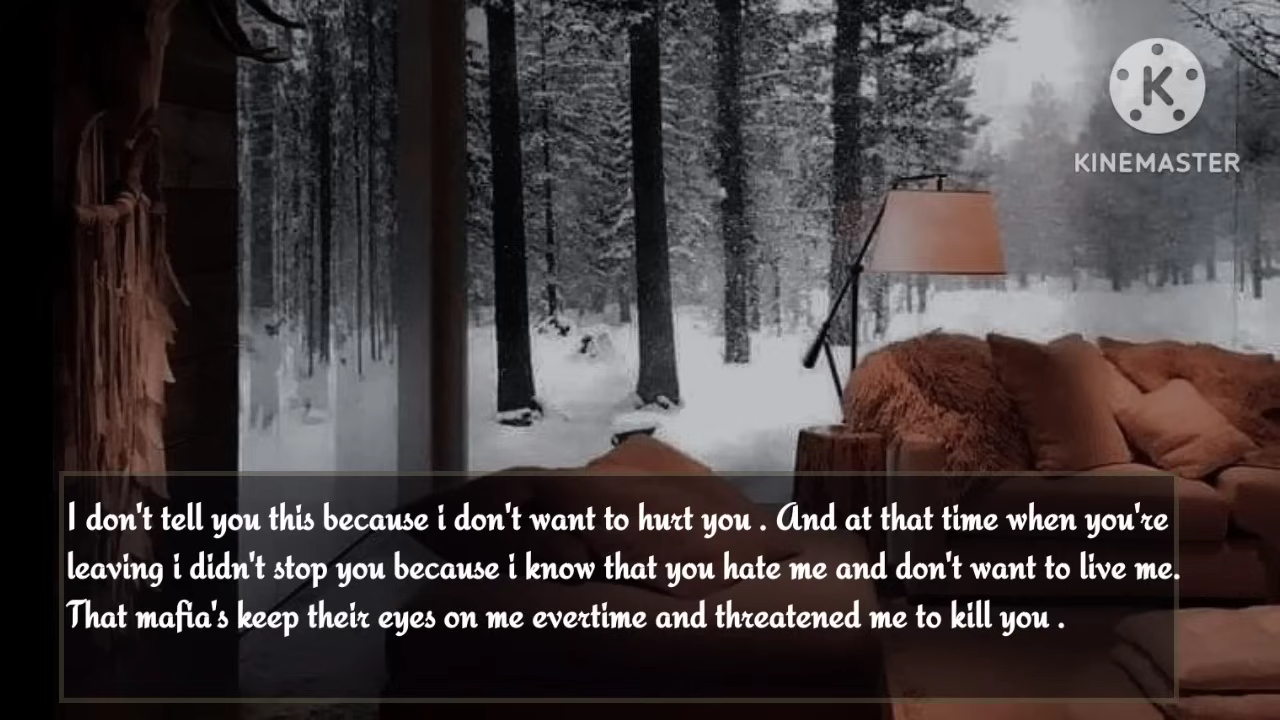 K
KINEMASTER
I don't tell you this because i don't want to hurt you . And at that time when you're
leaving i didn't stop you because i know that you hate me and don't want to live me.
That mafia's keep their eyes on me evertime and threatened me to kill you .